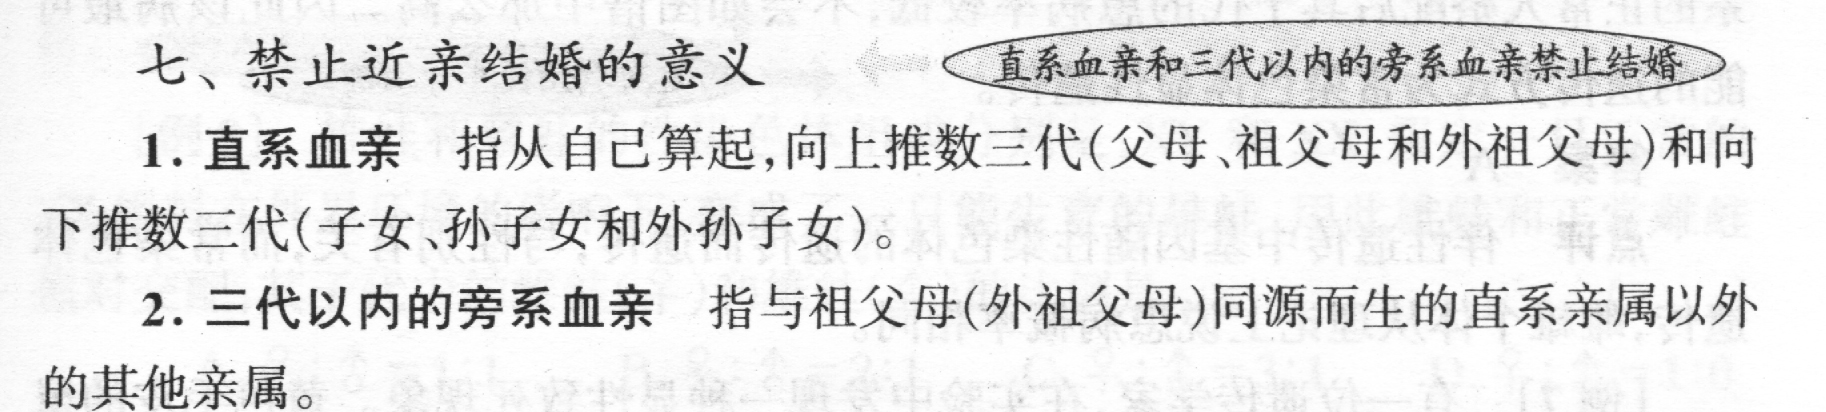 七、禁止近亲结婚的意义 直系血亲和三代以内的旁系血亲禁止结婚
1. 直系血亲 指从自己算起,向上推数三代(父母、祖父母和外祖父母)和向
下推数三代(子女、孙子女和外孙子女)。
2. 三代以内的旁系血亲 指与祖父母(外祖父母)同源而生的直系亲属以外
的其他亲属。